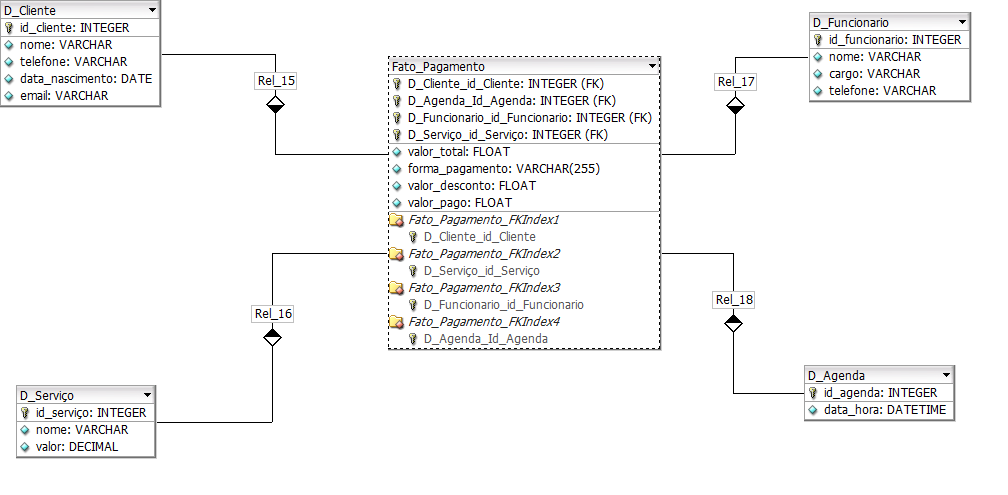 D_Cliente
id_cliente: INTEGER
nome: VARCHAR
telefone: VARCHAR
data_nascimento: DATE
email: VARCHAR
Rel_15
Fato_Pagamento
D_Cliente_id_Cliente: INTEGER (FK)
D_Agenda_Id_Agenda: INTEGER (FK)
D_Funcionario_id_Funcionario: INTEGER (FK)
D_Serviço_id_Serviço: INTEGER (FK)
valor_total: FLOAT
forma_pagamento: VARCHAR(255)
valor_desconto: FLOAT
valor_pago: FLOAT
Fato_Pagamento_FKIndex1
D_Cliente_id_Cliente
Fato_Pagamento_FKIndex2
D_Serviço_id_Serviço
Fato_Pagamento_FKIndex3
D_Funcionario_id_Funcionario
Fato_Pagamento_FKIndex4
D_Agenda_Id_Agenda
Rel_17
D_Funcionario
id_funcionario: INTEGER
nome: VARCHAR
cargo: VARCHAR
telefone: VARCHAR
Rel_16
D_Serviço
id_serviço: INTEGER
nome: VARCHAR
valor: DECIMAL
Rel_18
D_Agenda
id_agenda: INTEGER
data_hora: DATETIME